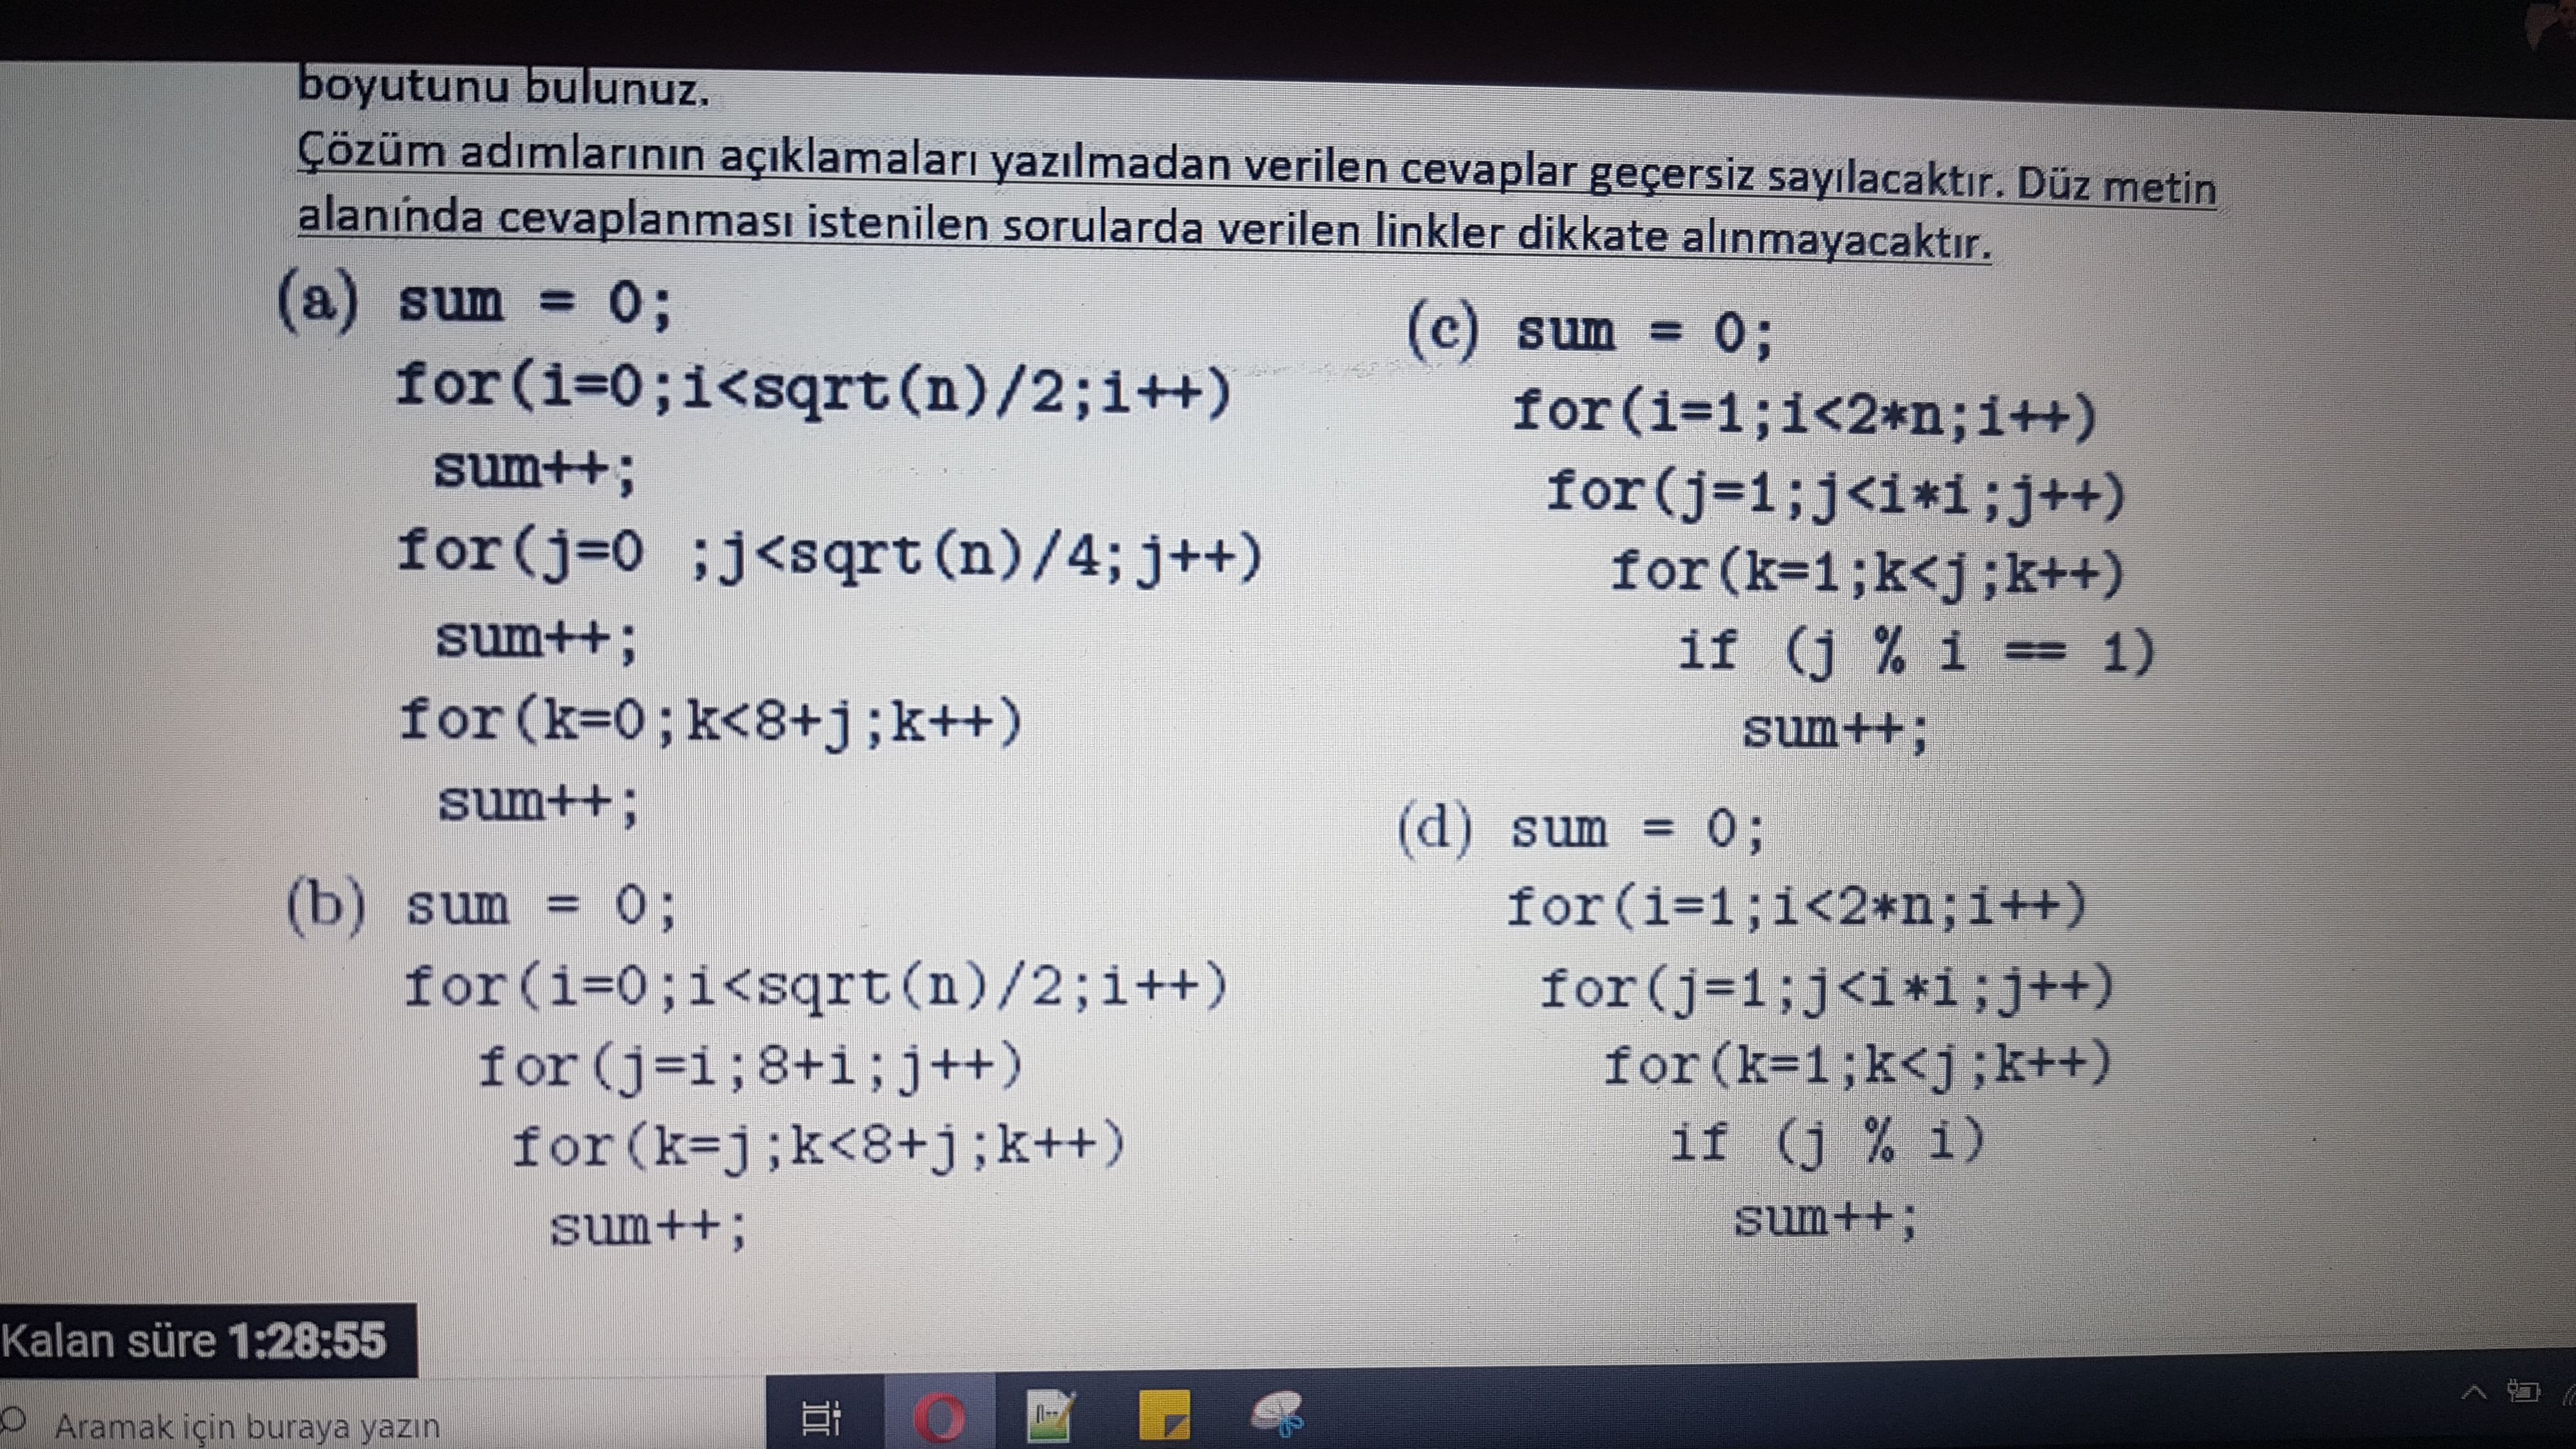 boyutunu bulunuz.
Çözüm adımlarının açıklamaları yazılmadan verilen cevaplar geçersiz sayılacaktır. Düz metin
alanında cevaplanması istenilen sorularda verilen linkler dikkate alınmayacaktır.
(a) sum = 0;
for(i=0;i<sqrt(n)/2;i++)
sum++;
for(j=0 ;j<sqrt(n)/4;j++)
sum++;
for(k=0;k<8+j;k++)
sum++;
(b) sum = 0;
for(i=0;i<sqrt(n)/2;i++)
for(j=i;8+i;j++)
for(k=j;k<8+j;k++)
sum++;
(c) sum = 0;
for(i=1;i<2*n;i++)
for(j=1;j<i*i;j++)
for(k=1;k<j;k++)
if (j % i == 1)
sum++;
(d) sum = 0;
for(i=1;i<2*n;i++)
for(j=1;j<i*i;j++)
for(k=1;k<j;k++)
if (j % i)
sum++;
Kalan süre 1:28:55
Aramak için buraya yazın